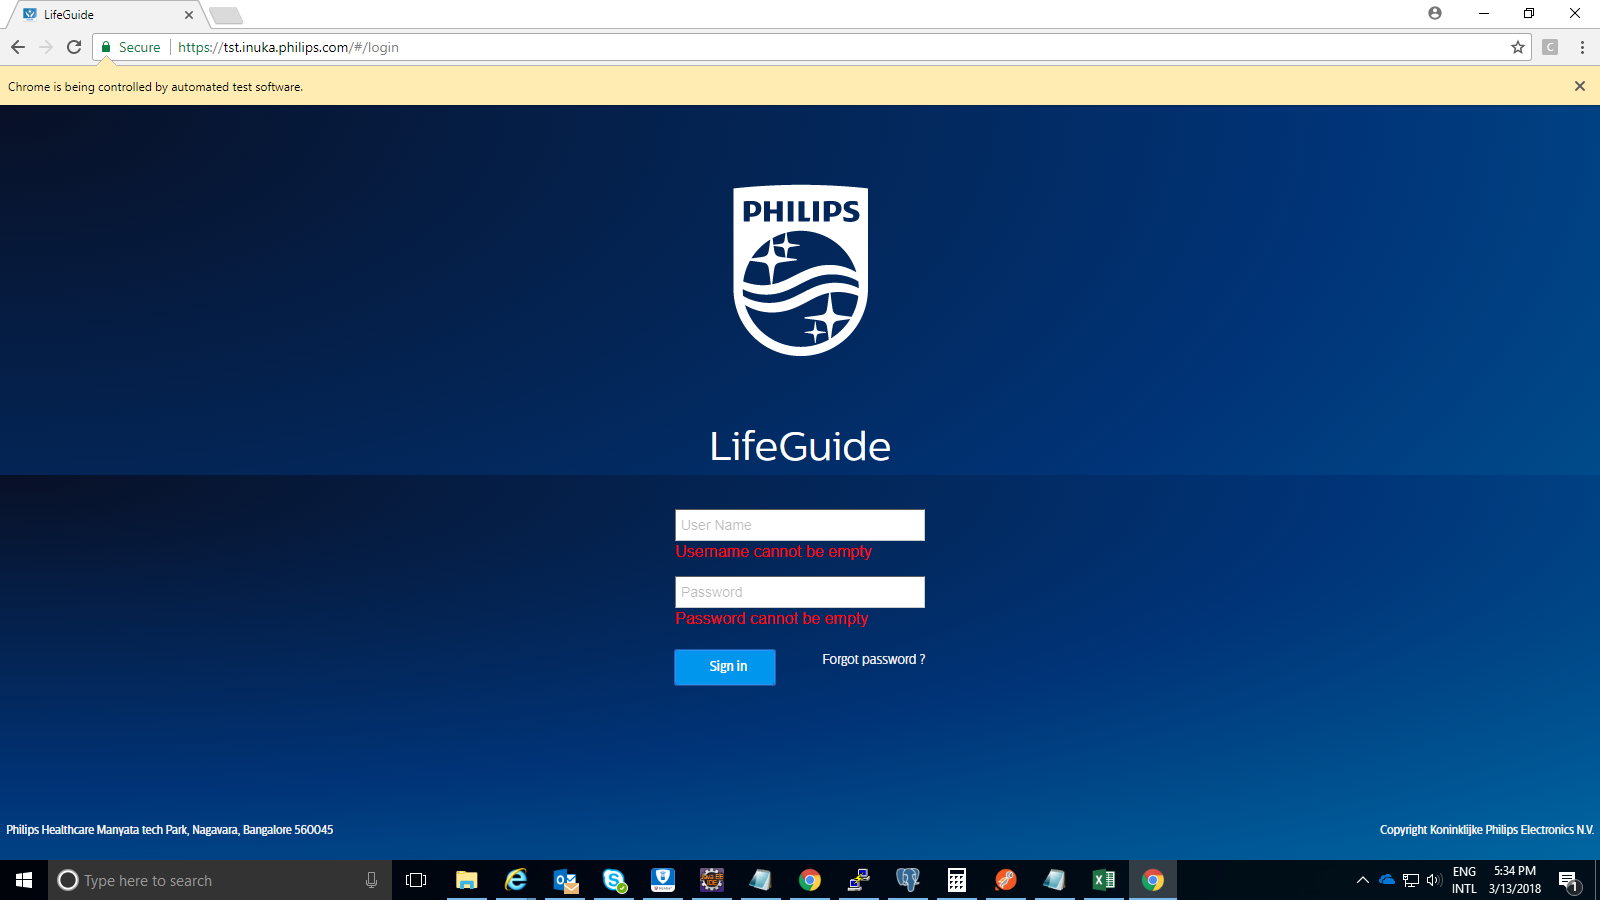 LifeGuide
Secure
https://tst.inuka.philips.com/#/login
C
Chrome is being controlled by automated test software.
PHILIPS
LifeGuide
User Name
Username cannot be empty
Password
Password cannot be empty
Sign in
Forgot password ?
Philips Healthcare Manyata tech Park, Nagavara, Bangalore 560045
Copyright Koninklijke Philips Electronics N.V.
Type here to search
ENG
INTL
5:34 PM
3/13/2018
1